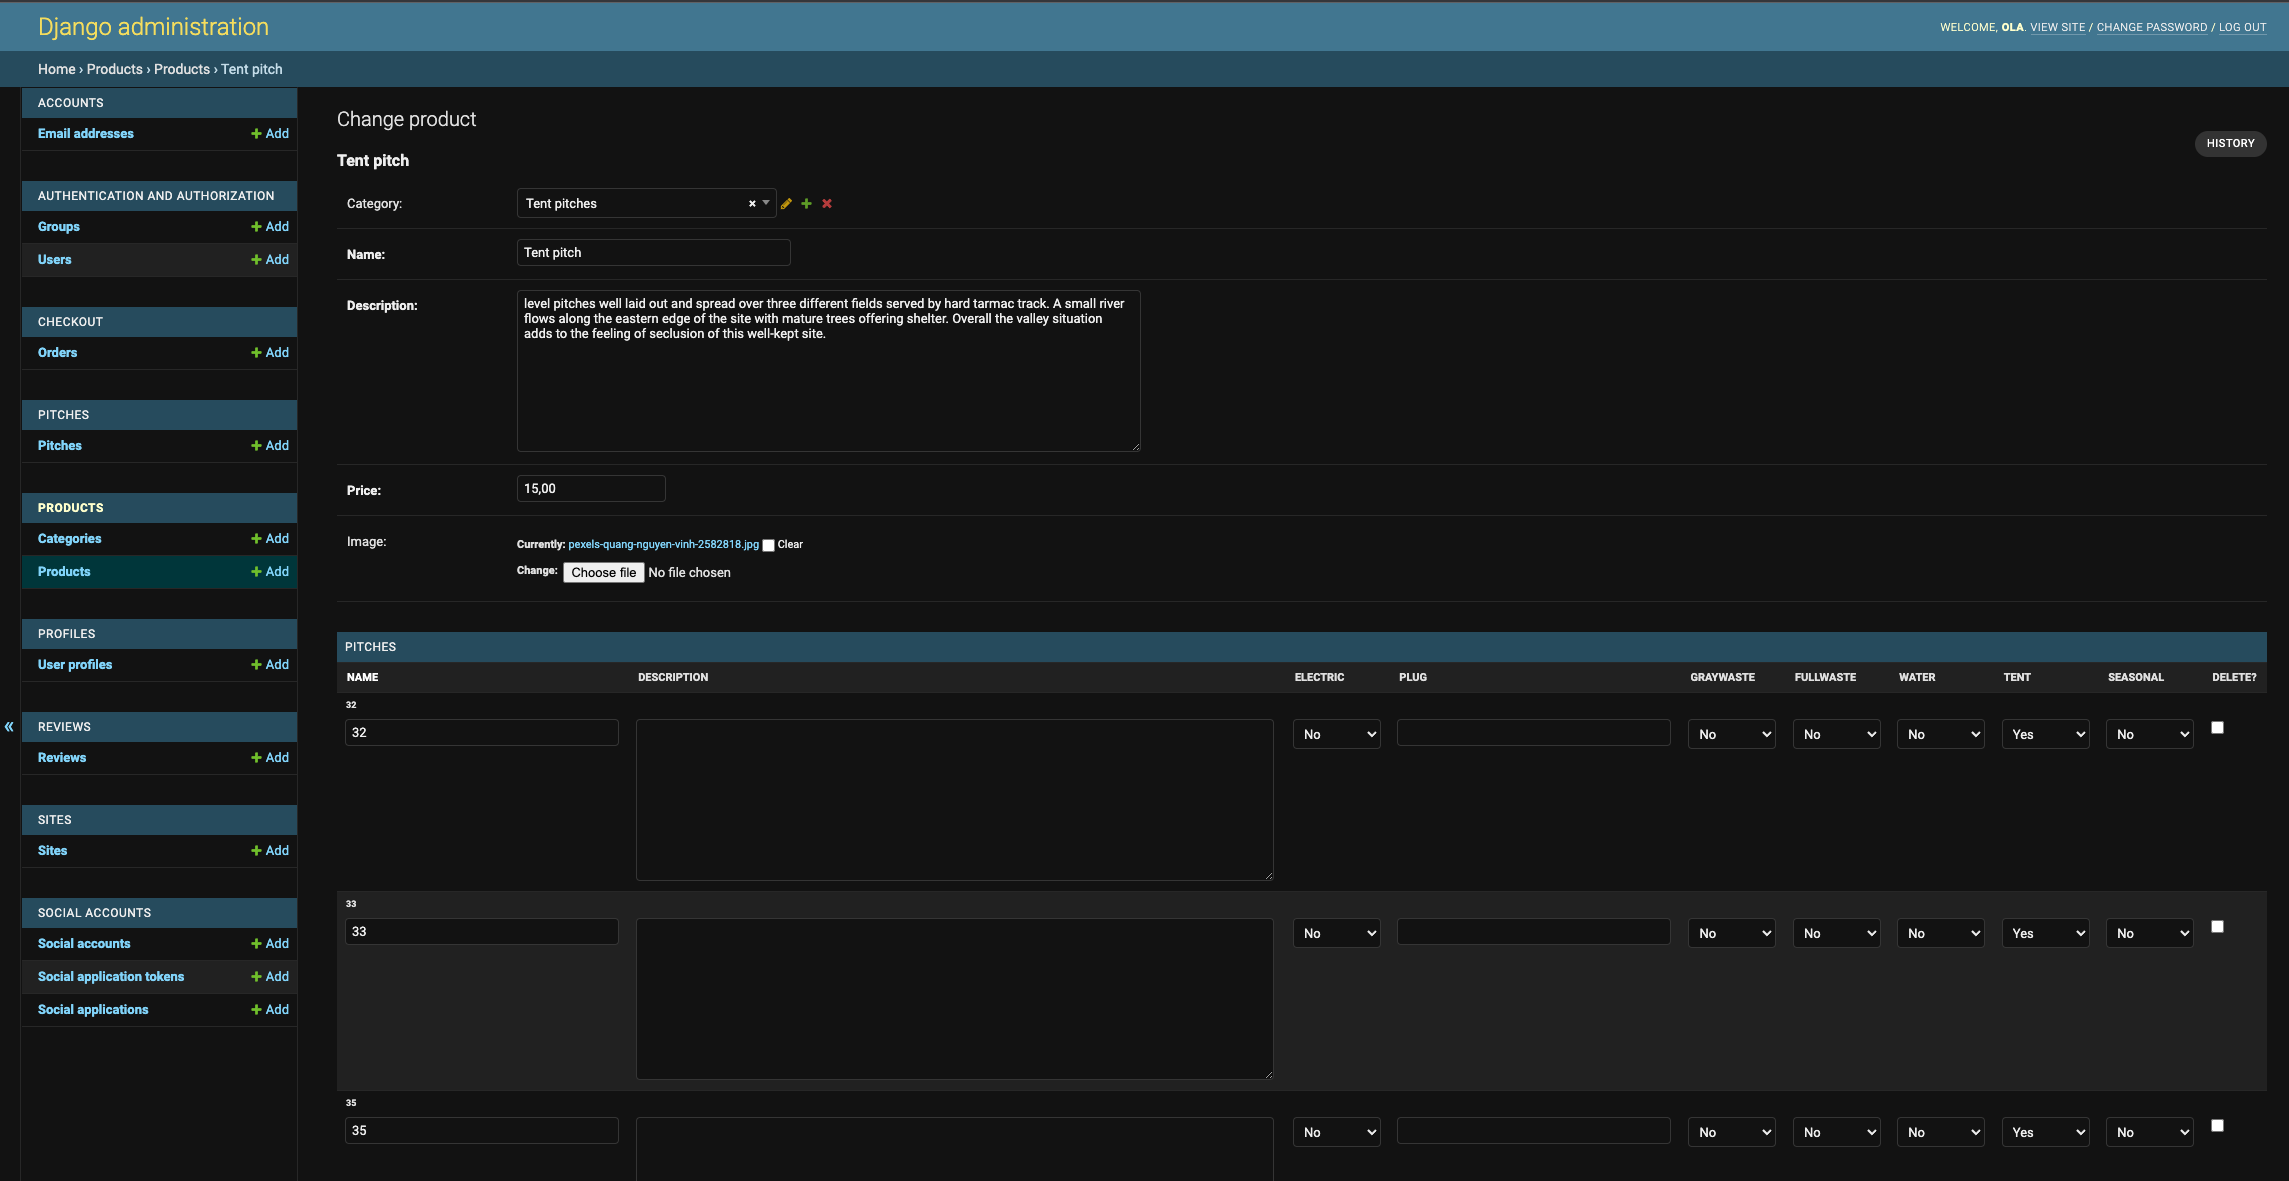 Django administration
WELCOME, OLA. VIEW SITE / CHANGE PASSWORD / LOG OUT
Home › Products › Products › Tent pitch
ACCOUNTS
Email addresses + Add
AUTHENTICATION AND AUTHORIZATION
Groups + Add
Users + Add
CHECKOUT
Orders + Add
PITCHES
Pitches + Add
PRODUCTS
Categories + Add
Products + Add
PROFILES
User profiles + Add
REVIEWS
Reviews + Add
SITES
Sites + Add
SOCIAL ACCOUNTS
Social accounts + Add
Social application tokens + Add
Social applications + Add
«
Change product
HISTORY
Tent pitch
Category: Tent pitches
Name: Tent pitch
Description: level pitches well laid out and spread over three different fields served by hard tarmac track. A small river
flows along the eastern edge of the site with mature trees offering shelter. Overall the valley situation
adds to the feeling of seclusion of this well-kept site.
Price: 15,00
Image: Currently: pexels-quang-nguyen-vinh-2582818.jpg Clear
Change: Choose file No file chosen
PITCHES
NAME DESCRIPTION ELECTRIC PLUG GRAYWASTE FULLWASTE WATER TENT SEASONAL DELETE?
32
32 No No No No Yes No
33
33 No No No No Yes No
35
35 No No No No Yes No